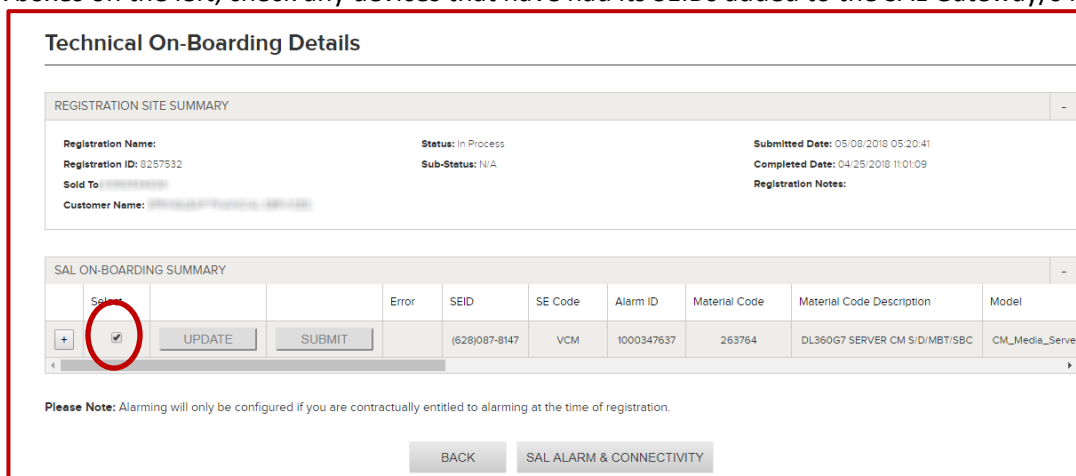 boxes on the left, check any devices that have had its SEIDs added to the SAL Gateway/s
Technical On-Boarding Details
REGISTRATION SITE SUMMARY -
Registration Name: Status: In Process Submitted Date: 05/08/2018 05:20:41
Registration ID: 8257532 Sub-Status: N/A Completed Date: 04/25/2018 11:01:09
Sold To Registration Notes:
Customer Name:
SAL ON-BOARDING SUMMARY -
Select Error SEID SE Code Alarm ID Material Code Material Code Description Model
+ UPDATE SUBMIT (628)087-8147 VCM 1000347637 263764 DL360G7 SERVER CM S/D/MBT/SBC CM_Media_Serve
Please Note: Alarming will only be configured if you are contractually entitled to alarming at the time of registration.
BACK SAL ALARM & CONNECTIVITY